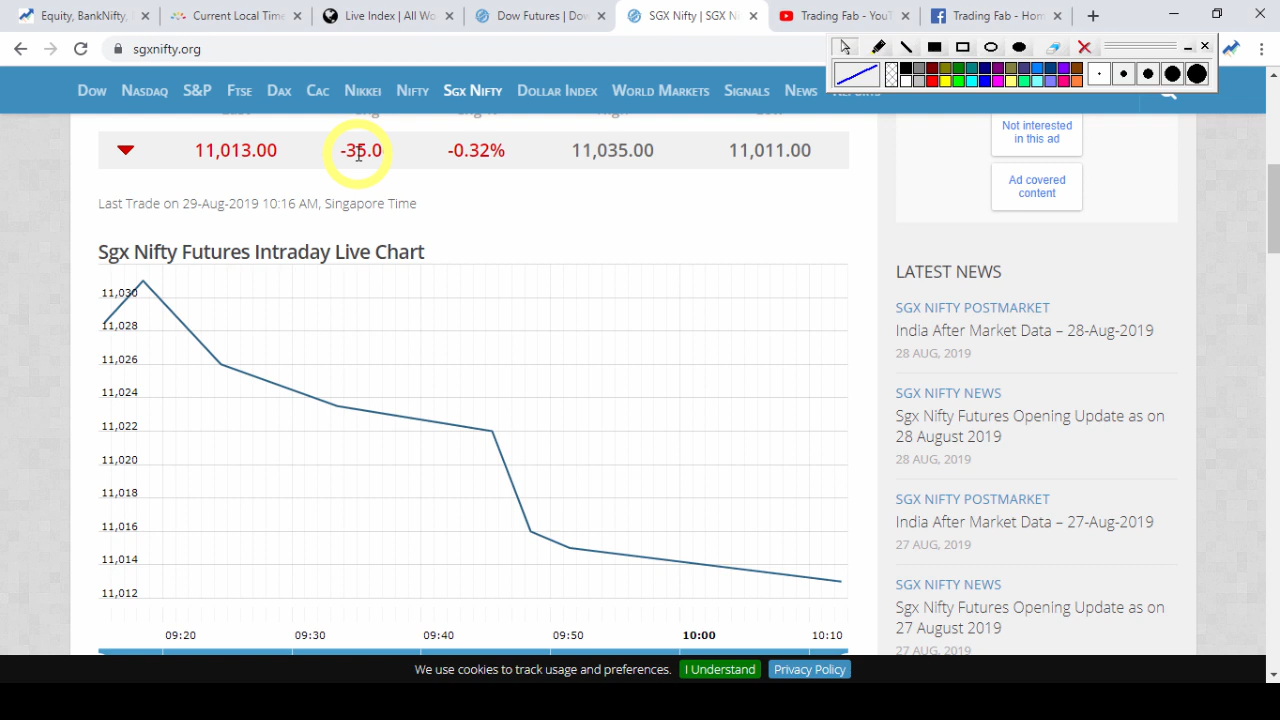 Equity, BankNifty,
Current Local Time
Live Index | All Wo
Dow Futures | Dow
SGX Nifty | SGX N
Trading Fab - YouT
Trading Fab - Hom
sgxnifty.org
Dow Nasdaq S&P Ftse Dax Cac Nikkei Nifty Sgx Nifty Dollar Index World Markets Signals News
11,013.00 -35.0 -0.32% 11,035.00 11,011.00
Last Trade on 29-Aug-2019 10:16 AM, Singapore Time
Sgx Nifty Futures Intraday Live Chart
11,030
11,028
11,026
11,024
11,022
11,020
11,018
11,016
11,014
11,012
09:20 09:30 09:40 09:50 10:00 10:10
Not interested
in this ad
Ad covered
content
LATEST NEWS
SGX NIFTY POSTMARKET
India After Market Data – 28-Aug-2019
28 AUG, 2019
SGX NIFTY NEWS
Sgx Nifty Futures Opening Update as on
28 August 2019
28 AUG, 2019
SGX NIFTY POSTMARKET
India After Market Data – 27-Aug-2019
27 AUG, 2019
SGX NIFTY NEWS
Sgx Nifty Futures Opening Update as on
27 August 2019
27 AUG, 2019
We use cookies to track usage and preferences. I Understand Privacy Policy